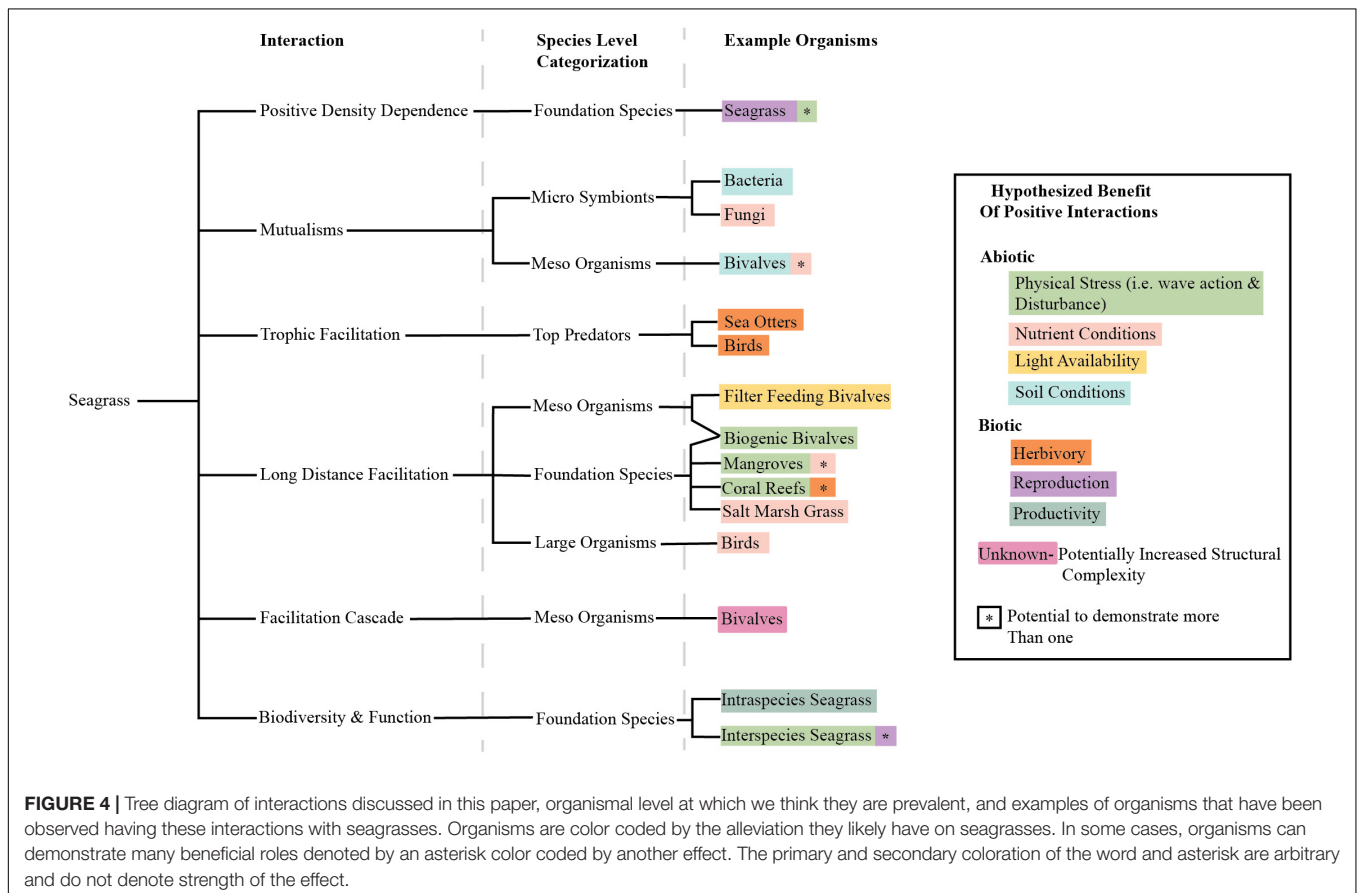 Interaction
Species Level
Categorization
Example Organisms
Seagrass
Positive Density Dependence
Foundation Species
Seagrass *
Mutualisms
Micro Symbionts
Bacteria
Fungi
Meso Organisms
Bivalves *
Trophic Facilitation
Top Predators
Sea Otters
Birds
Long Distance Facilitation
Meso Organisms
Filter Feeding Bivalves
Biogenic Bivalves
Foundation Species
Mangroves *
Coral Reefs *
Salt Marsh Grass
Large Organisms
Birds
Facilitation Cascade
Meso Organisms
Bivalves
Biodiversity & Function
Foundation Species
Intraspecies Seagrass
Interspecies Seagrass *
Hypothesized Benefit
Of Positive Interactions
Abiotic
Physical Stress (i.e. wave action &
Disturbance)
Nutrient Conditions
Light Availability
Soil Conditions
Biotic
Herbivory
Reproduction
Productivity
Unknown- Potentially Increased Structural
Complexity
* Potential to demonstrate more
Than one
FIGURE 4 | Tree diagram of interactions discussed in this paper, organismal level at which we think they are prevalent, and examples of organisms that have been
observed having these interactions with seagrasses. Organisms are color coded by the alleviation they likely have on seagrasses. In some cases, organisms can
demonstrate many beneficial roles denoted by an asterisk color coded by another effect. The primary and secondary coloration of the word and asterisk are arbitrary
and do not denote strength of the effect.